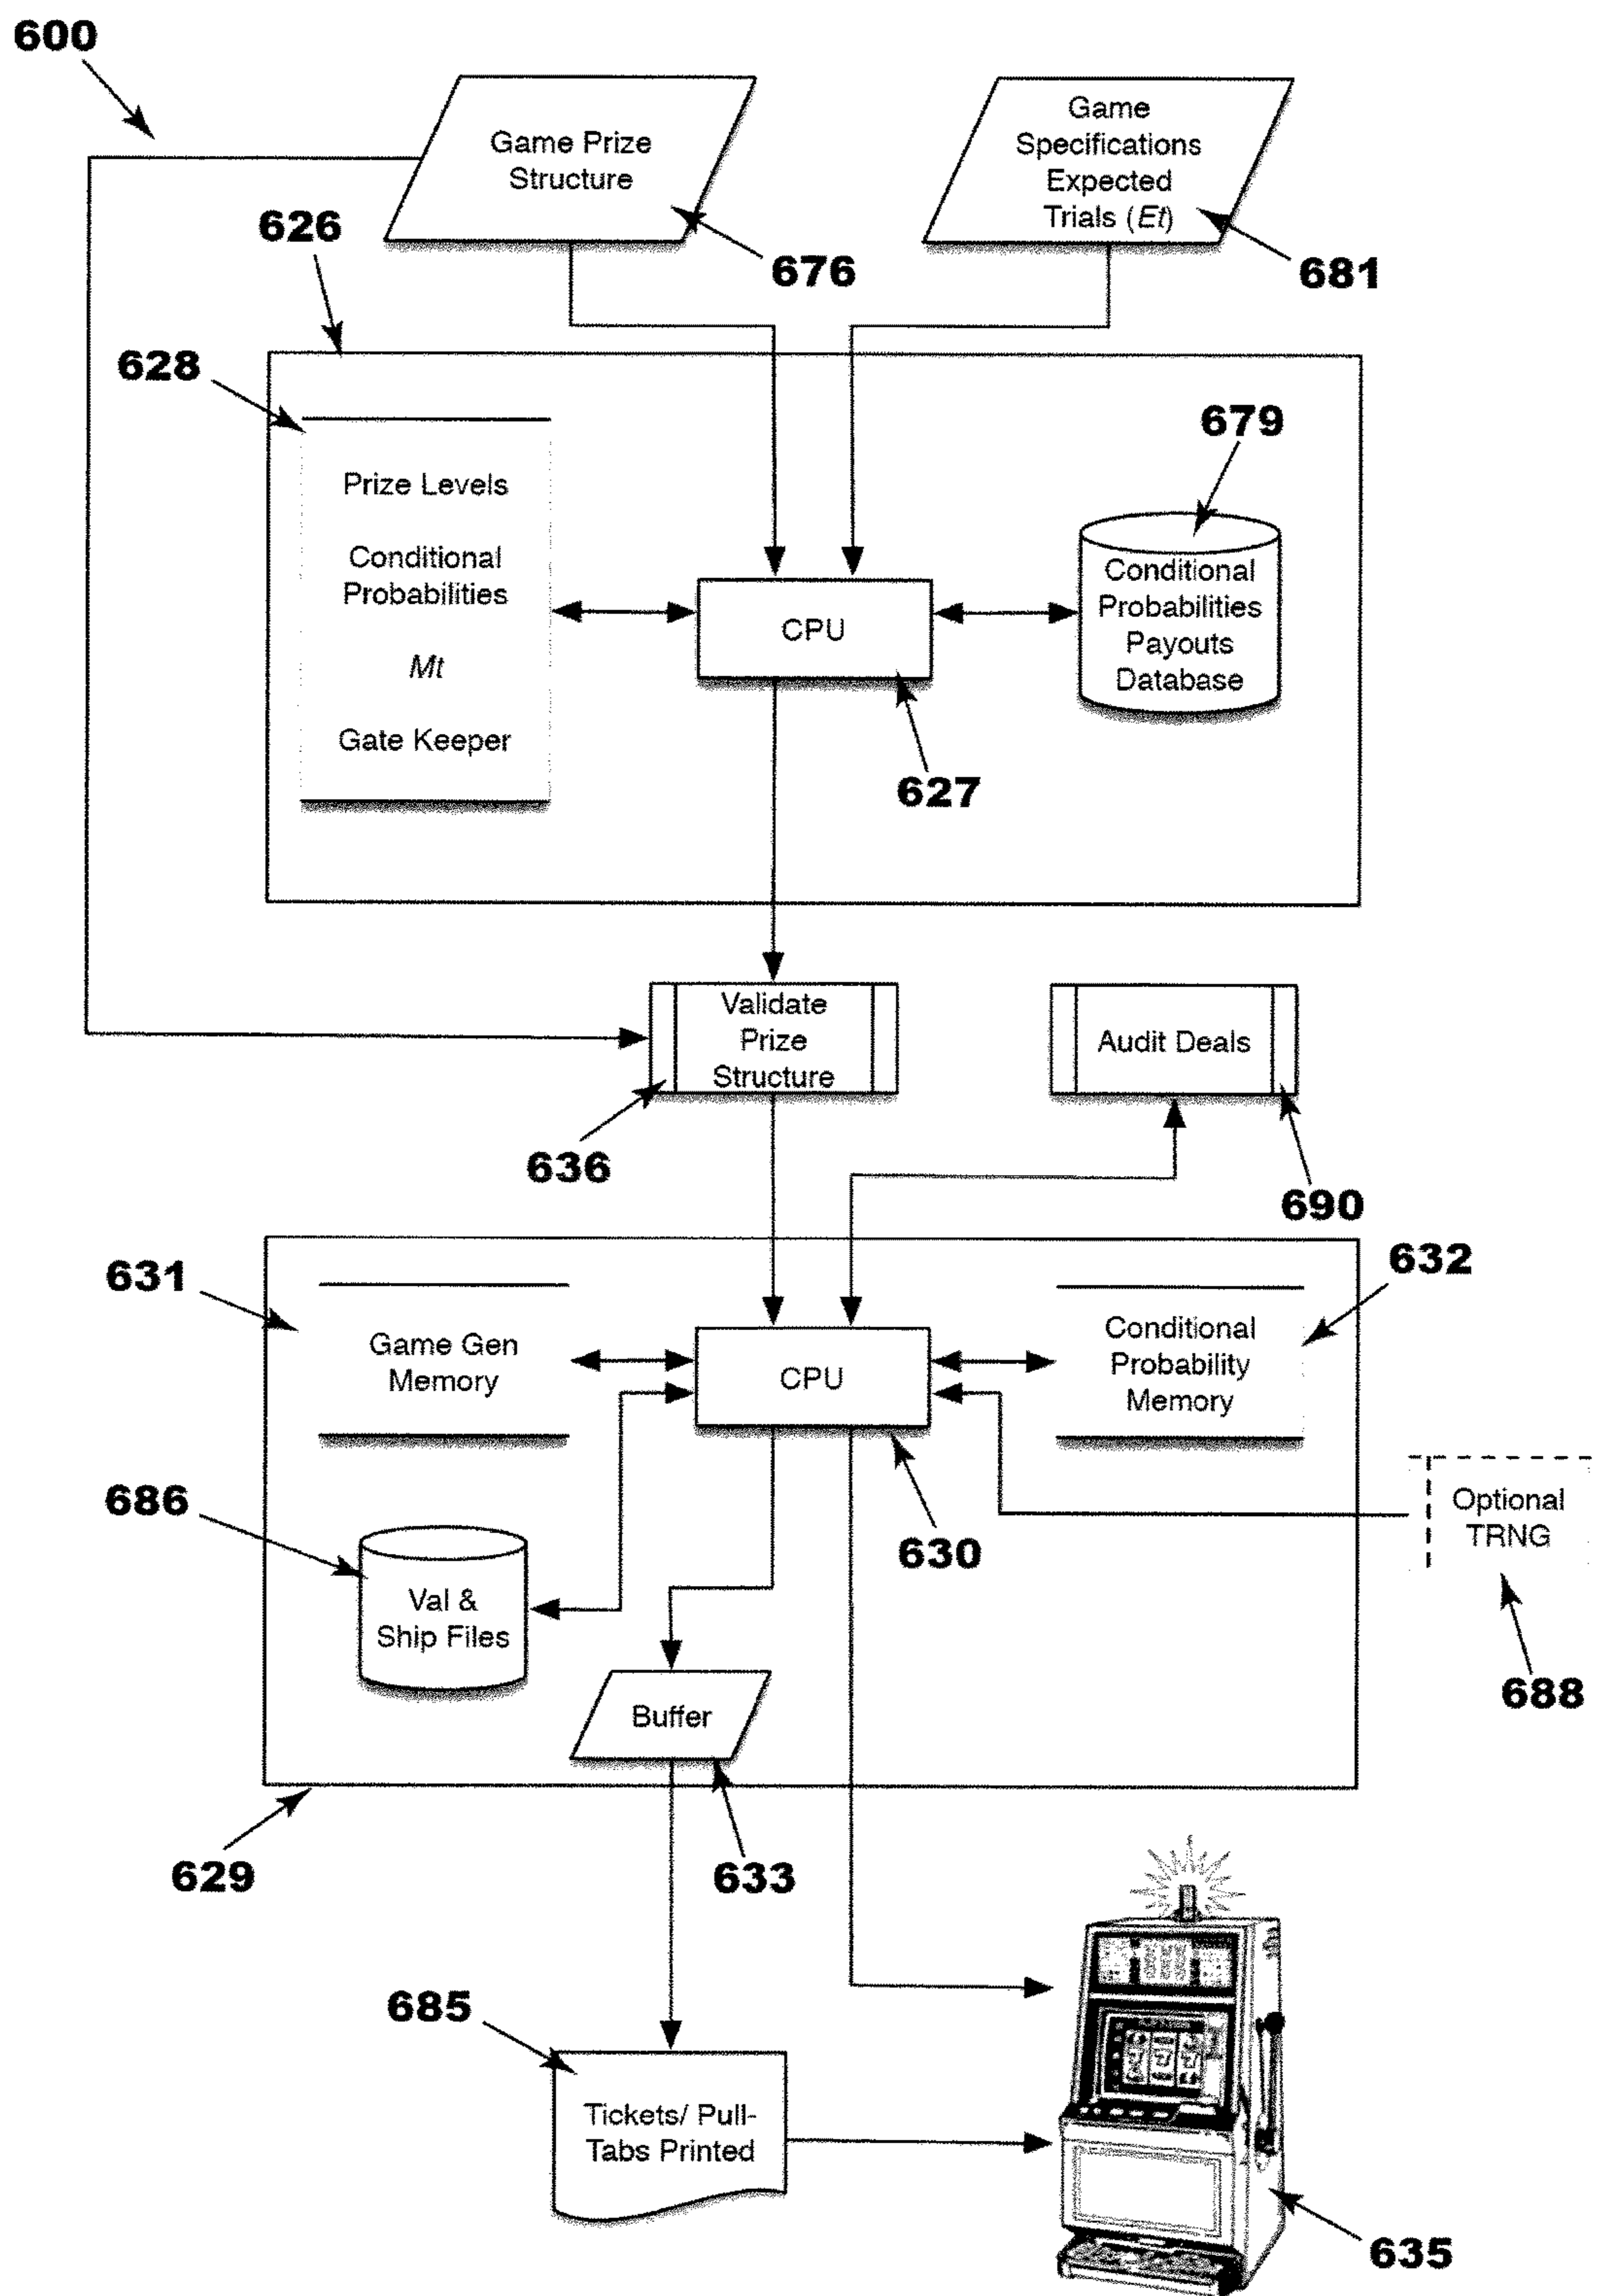 600
Game Prize
Structure
676
Game
Specifications
Expected
Trials (Et)
681
626
628
Prize Levels
Conditional
Probabilities
Mt
Gate Keeper
CPU
627
679
Conditional
Probabilities
Payouts
Database
Validate
Prize
Structure
636
Audit Deals
690
631
Game Gen
Memory
CPU
630
632
Conditional
Probability
Memory
686
Val &
Ship Files
Optional
TRNG
688
Buffer
633
629
685
Tickets/ Pull-
Tabs Printed
635